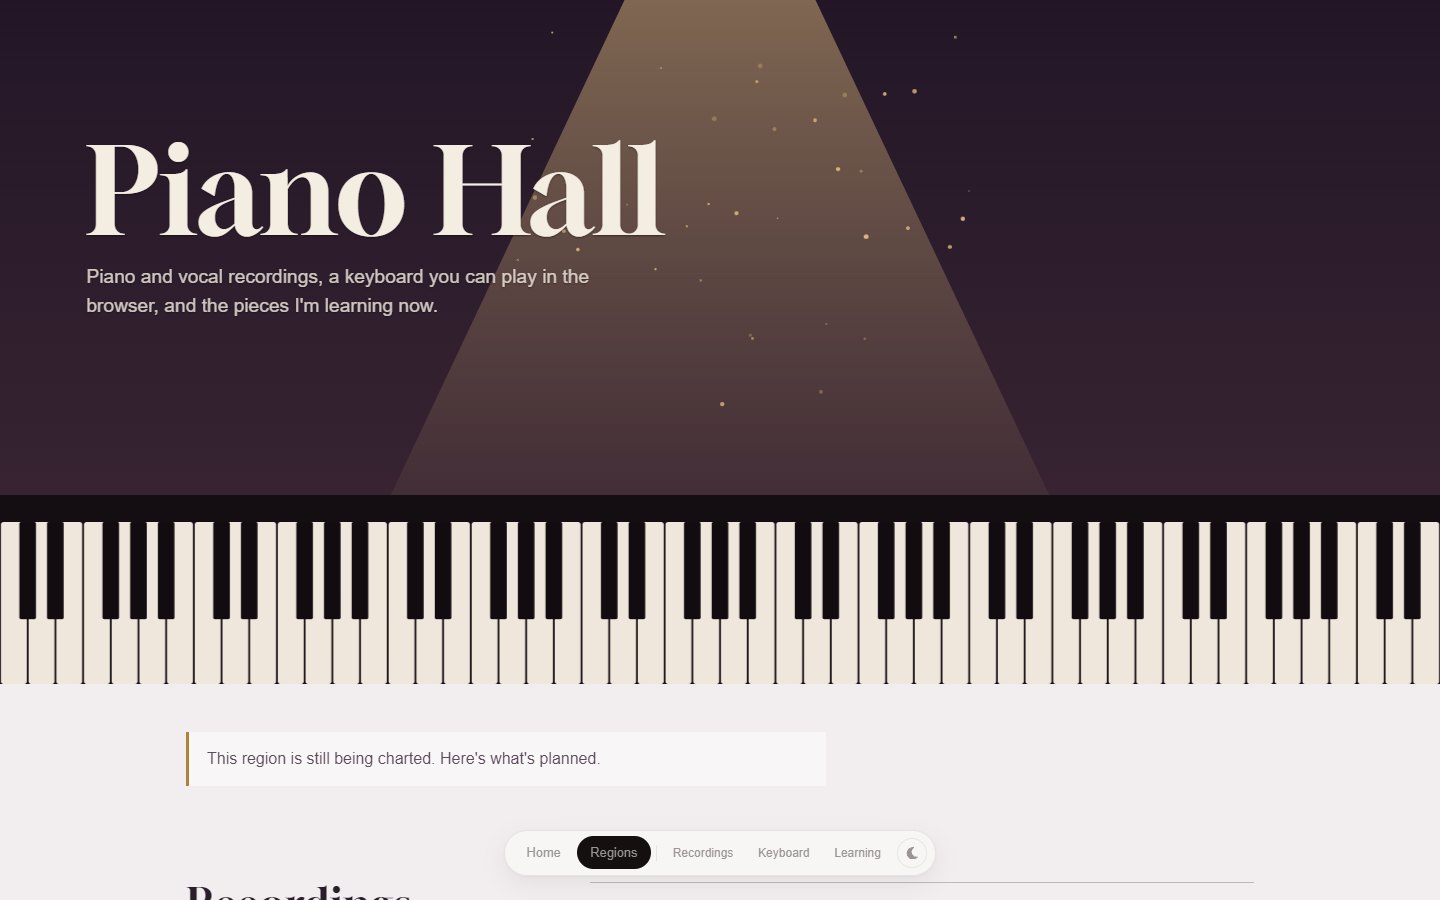 Piano Hall
Piano and vocal recordings, a keyboard you can play in the
browser, and the pieces I'm learning now.
This region is still being charted. Here's what's planned.
Home Regions Recordings Keyboard Learning
Recordings